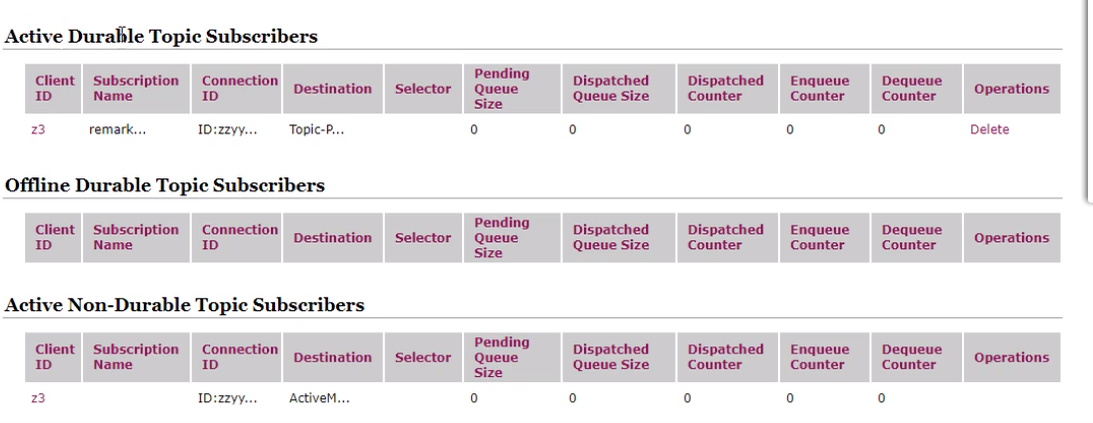 Active Durable Topic Subscribers
Client ID Subscription Name Connection ID Destination Selector Pending Queue Size Dispatched Queue Size Dispatched Counter Enqueue Counter Dequeue Counter Operations
z3 remark... ID:zzyy... Topic-P... 0 0 0 0 0 Delete
Offline Durable Topic Subscribers
Client ID Subscription Name Connection ID Destination Selector Pending Queue Size Dispatched Queue Size Dispatched Counter Enqueue Counter Dequeue Counter Operations
Active Non-Durable Topic Subscribers
Client ID Subscription Name Connection ID Destination Selector Pending Queue Size Dispatched Queue Size Dispatched Counter Enqueue Counter Dequeue Counter Operations
z3 ID:zzyy... ActiveM... 0 0 0 0 0